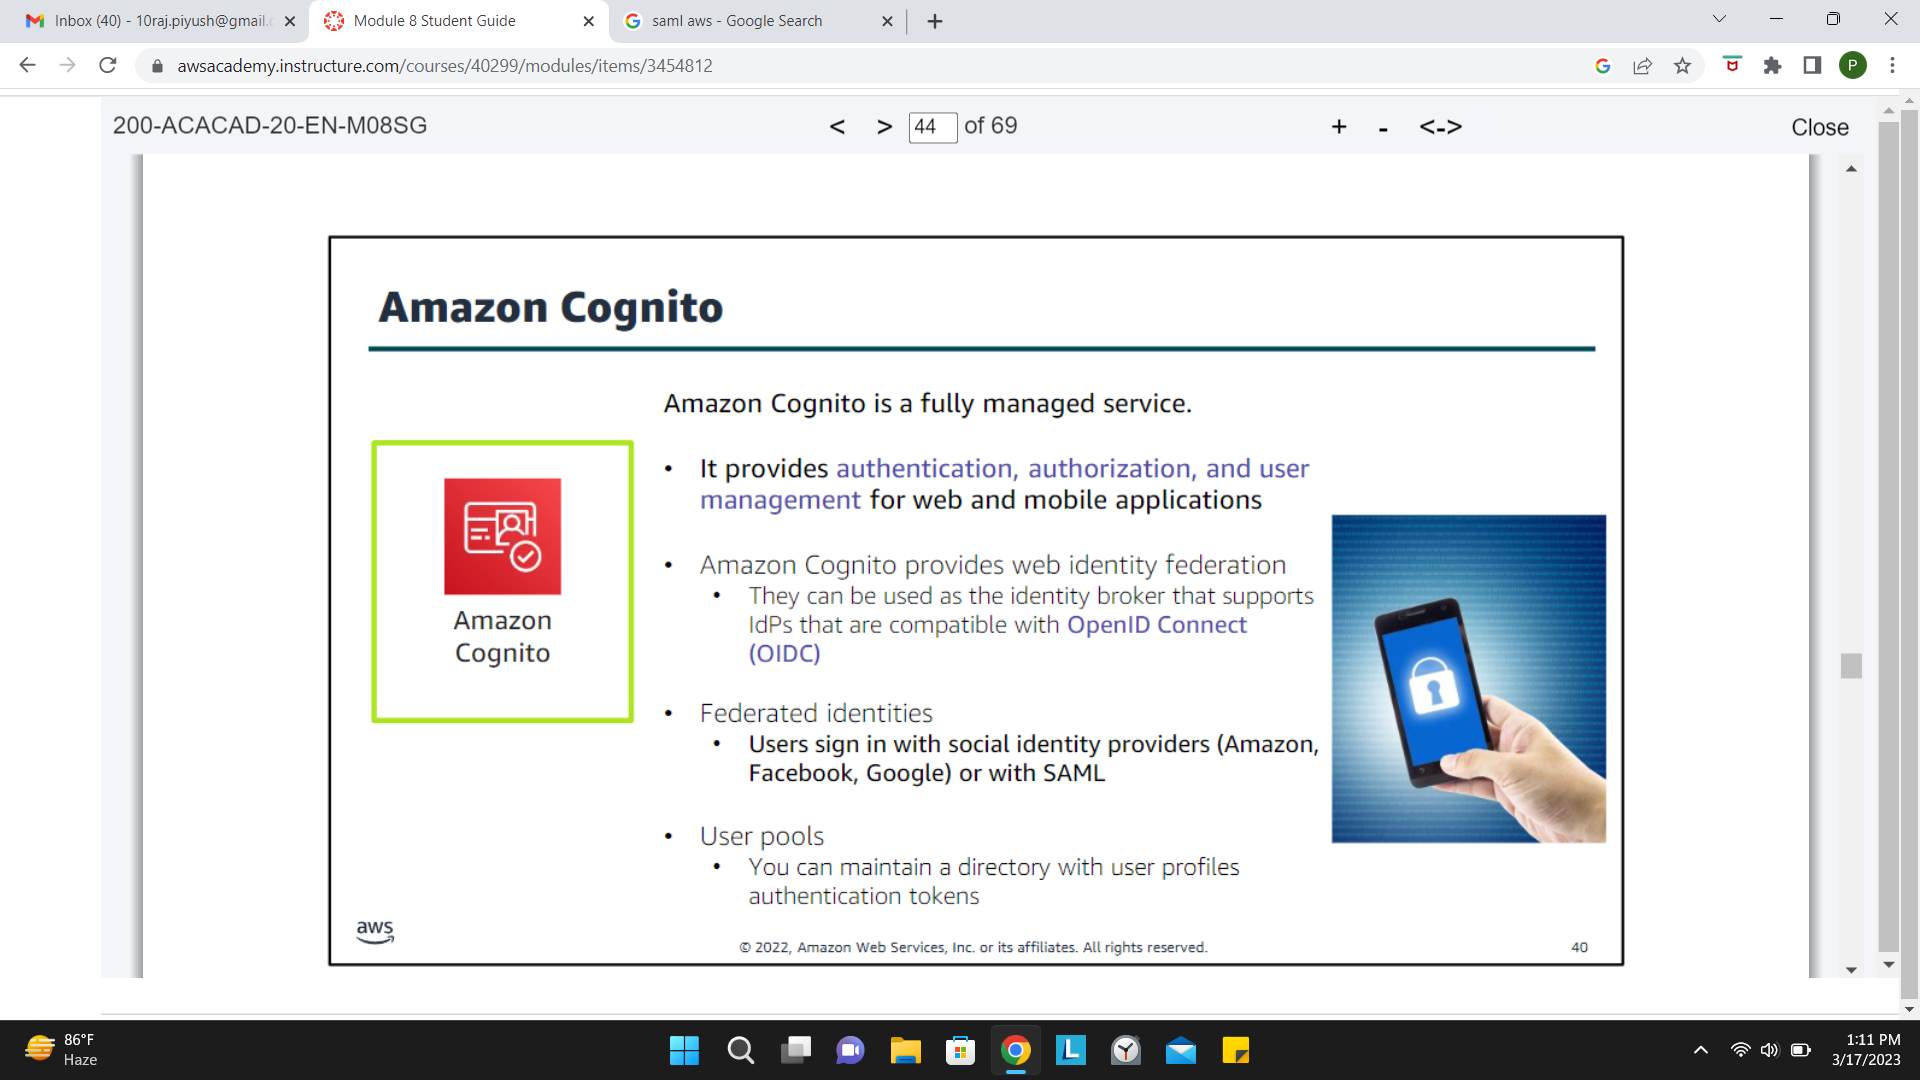 Inbox (40) - 10raj.piyush@gmail.c
Module 8 Student Guide
saml aws - Google Search
awsacademy.instructure.com/courses/40299/modules/items/3454812
P
200-ACACAD-20-EN-M08SG
< > 44 of 69
+ - <->
Close
Amazon Cognito
Amazon Cognito is a fully managed service.
• It provides authentication, authorization, and user
management for web and mobile applications
• Amazon Cognito provides web identity federation
• They can be used as the identity broker that supports
IdPs that are compatible with OpenID Connect
(OIDC)
• Federated identities
• Users sign in with social identity providers (Amazon,
Facebook, Google) or with SAML
• User pools
• You can maintain a directory with user profiles
authentication tokens
Amazon
Cognito
aws
© 2022, Amazon Web Services, Inc. or its affiliates. All rights reserved.
40
86°F
Haze
L
1:11 PM
3/17/2023